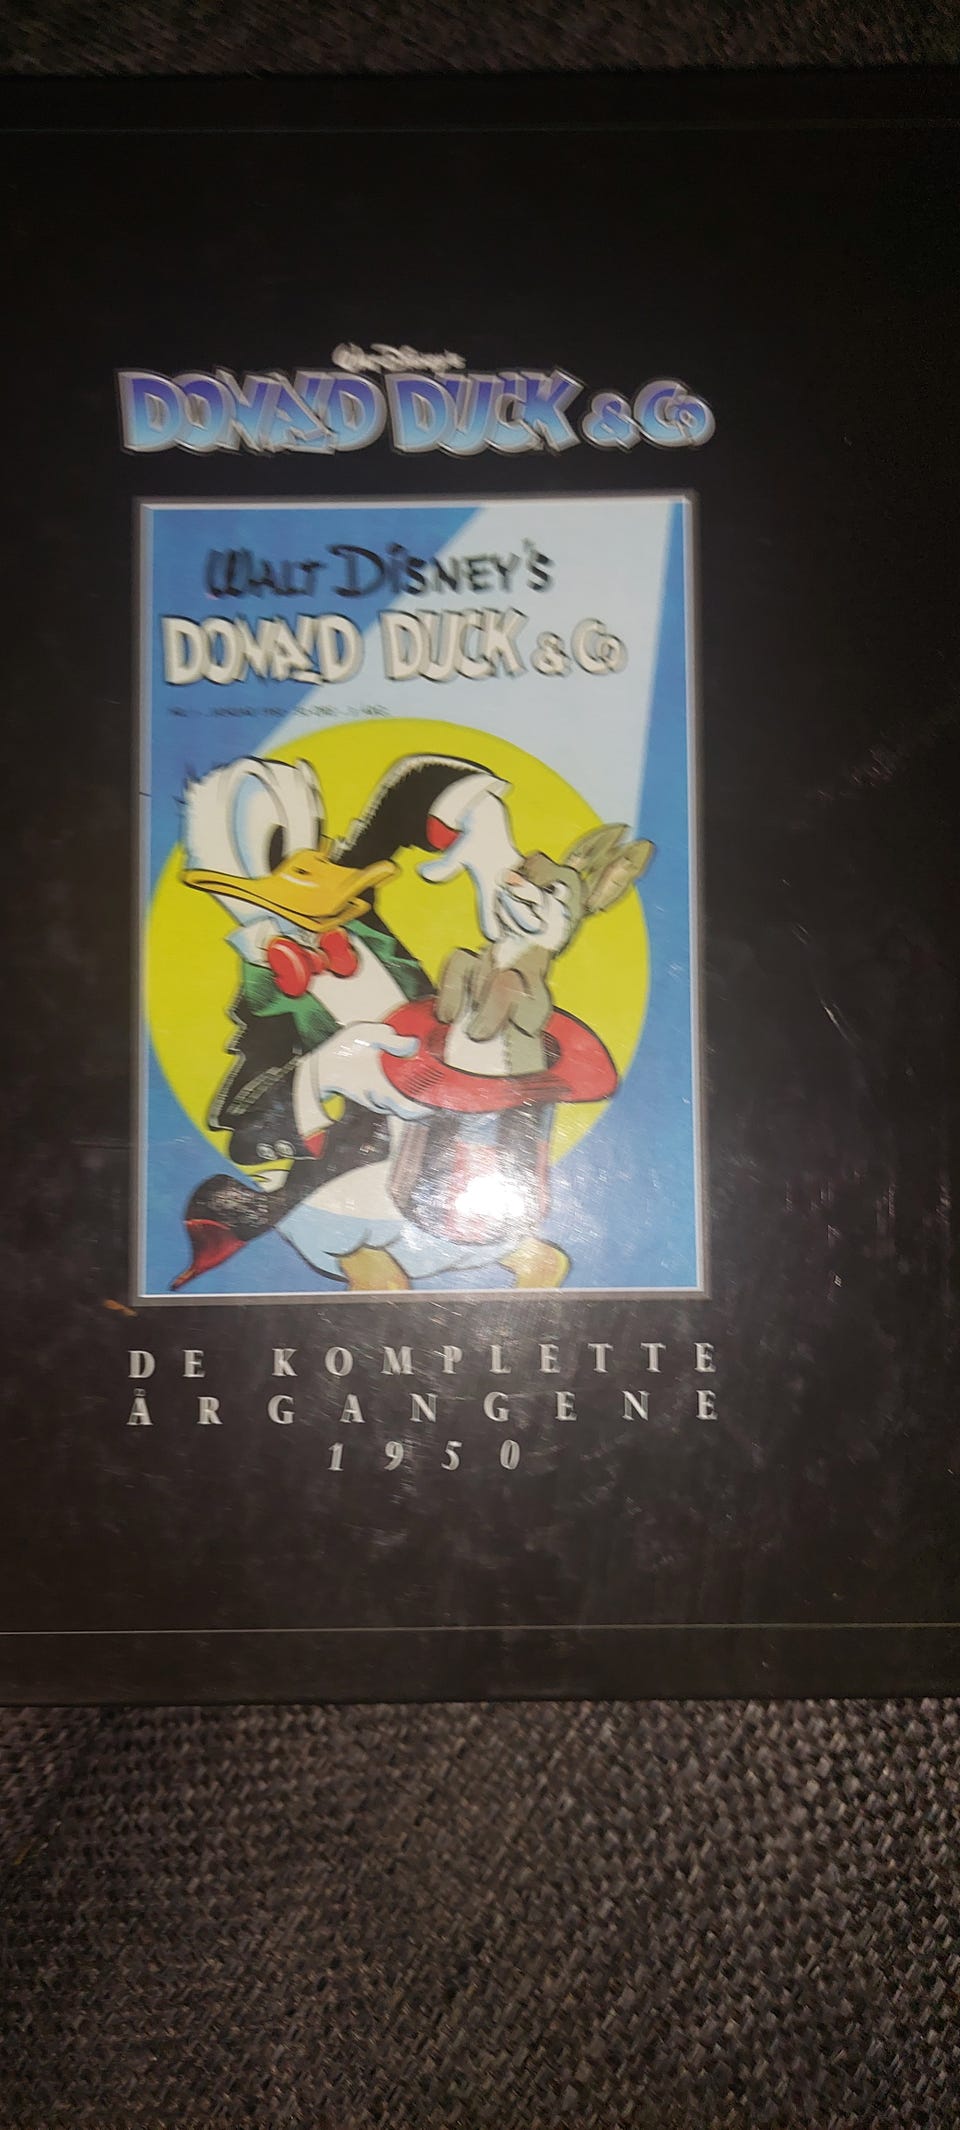 Walt Disney's
DONALD DUCK & Co
WALT DISNEY'S
DONALD DUCK & Co
DE KOMPLETTE
ÅRGANGENE
1950